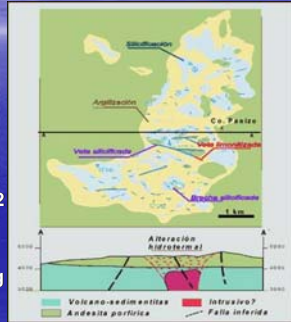 Silicificación
Argilización
Co. Panizo
Veta silicificada
Veta limonitizada
Brecha silicificada
A
A
1 km
2
g
Alteración
hidrotermal
A
A
Volcano-sedimentitas
Intrusivo?
Andesita porfírica
Falla inferida